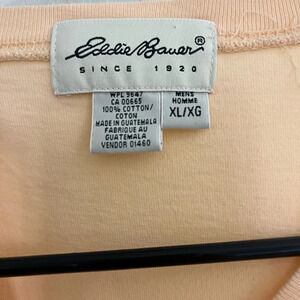 Eddie Bauer®
SINCE 1920
WPL 9647
CA 00665
100% COTTON/
COTON
MADE IN GUATEMALA
FABRIQUE AU
GUATEMALA
VENDOR 01460
MENS
HOMME
XL/XG